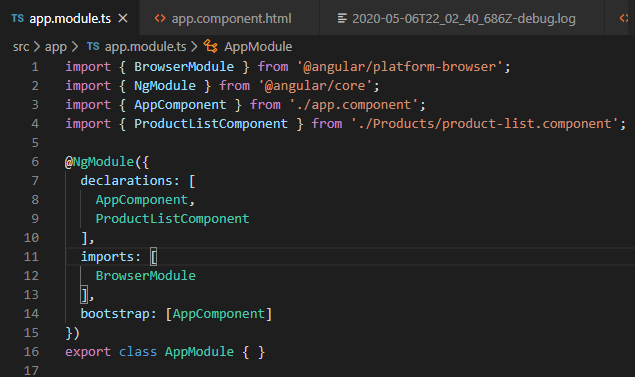 TS app.module.ts × <> app.component.html 2020-05-06T22_02_40_686Z-debug.log <>
src > app > TS app.module.ts > AppModule
1 import { BrowserModule } from '@angular/platform-browser';
2 import { NgModule } from '@angular/core';
3 import { AppComponent } from './app.component';
4 import { ProductListComponent } from './Products/product-list.component';
5
6 @NgModule({
7   declarations: [
8     AppComponent,
9     ProductListComponent
10   ],
11   imports: [
12     BrowserModule
13   ],
14   bootstrap: [AppComponent]
15 })
16 export class AppModule { }
17